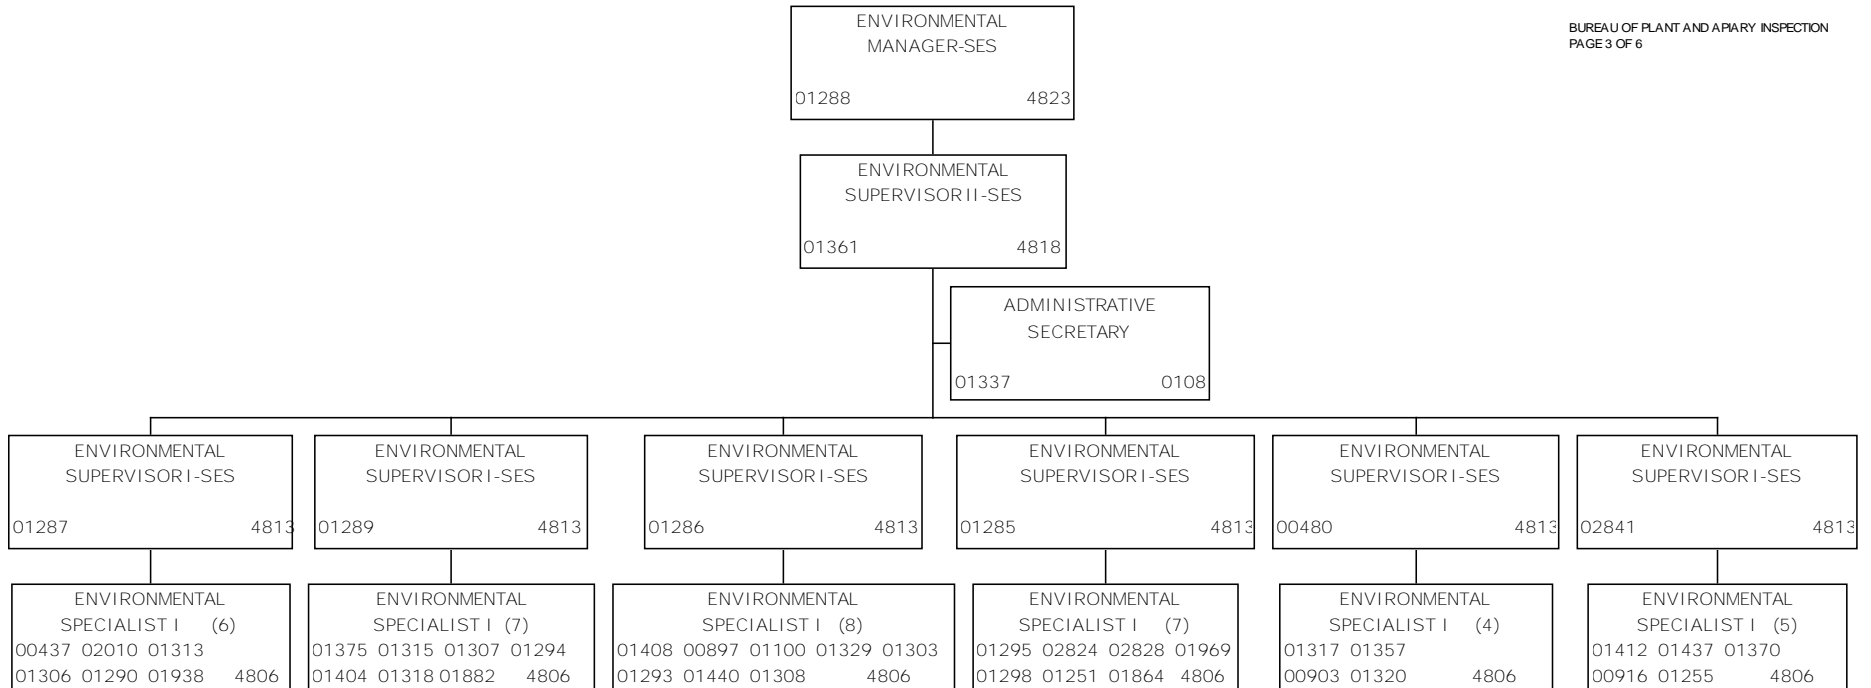 BUREAU OF PLANT AND APIARY INSPECTION
PAGE 3 OF 6
ENVIRONMENTAL
MANAGER-SES
01288 4823
ENVIRONMENTAL
SUPERVISOR II-SES
01361 4818
ADMINISTRATIVE
SECRETARY
01337 0108
ENVIRONMENTAL
SUPERVISOR I-SES
01287 4813
ENVIRONMENTAL
SUPERVISOR I-SES
01289 4813
ENVIRONMENTAL
SUPERVISOR I-SES
01286 4813
ENVIRONMENTAL
SUPERVISOR I-SES
01285 4813
ENVIRONMENTAL
SUPERVISOR I-SES
00480 4813
ENVIRONMENTAL
SUPERVISOR I-SES
02841 4813
ENVIRONMENTAL
SPECIALIST I (6)
00437 02010 01313
01306 01290 01938 4806
ENVIRONMENTAL
SPECIALIST I (7)
01375 01315 01307 01294
01404 01318 01882 4806
ENVIRONMENTAL
SPECIALIST I (8)
01408 00897 01100 01329 01303
01293 01440 01308 4806
ENVIRONMENTAL
SPECIALIST I (7)
01295 02824 02828 01969
01298 01251 01864 4806
ENVIRONMENTAL
SPECIALIST I (4)
01317 01357
00903 01320 4806
ENVIRONMENTAL
SPECIALIST I (5)
01412 01437 01370
00916 01255 4806